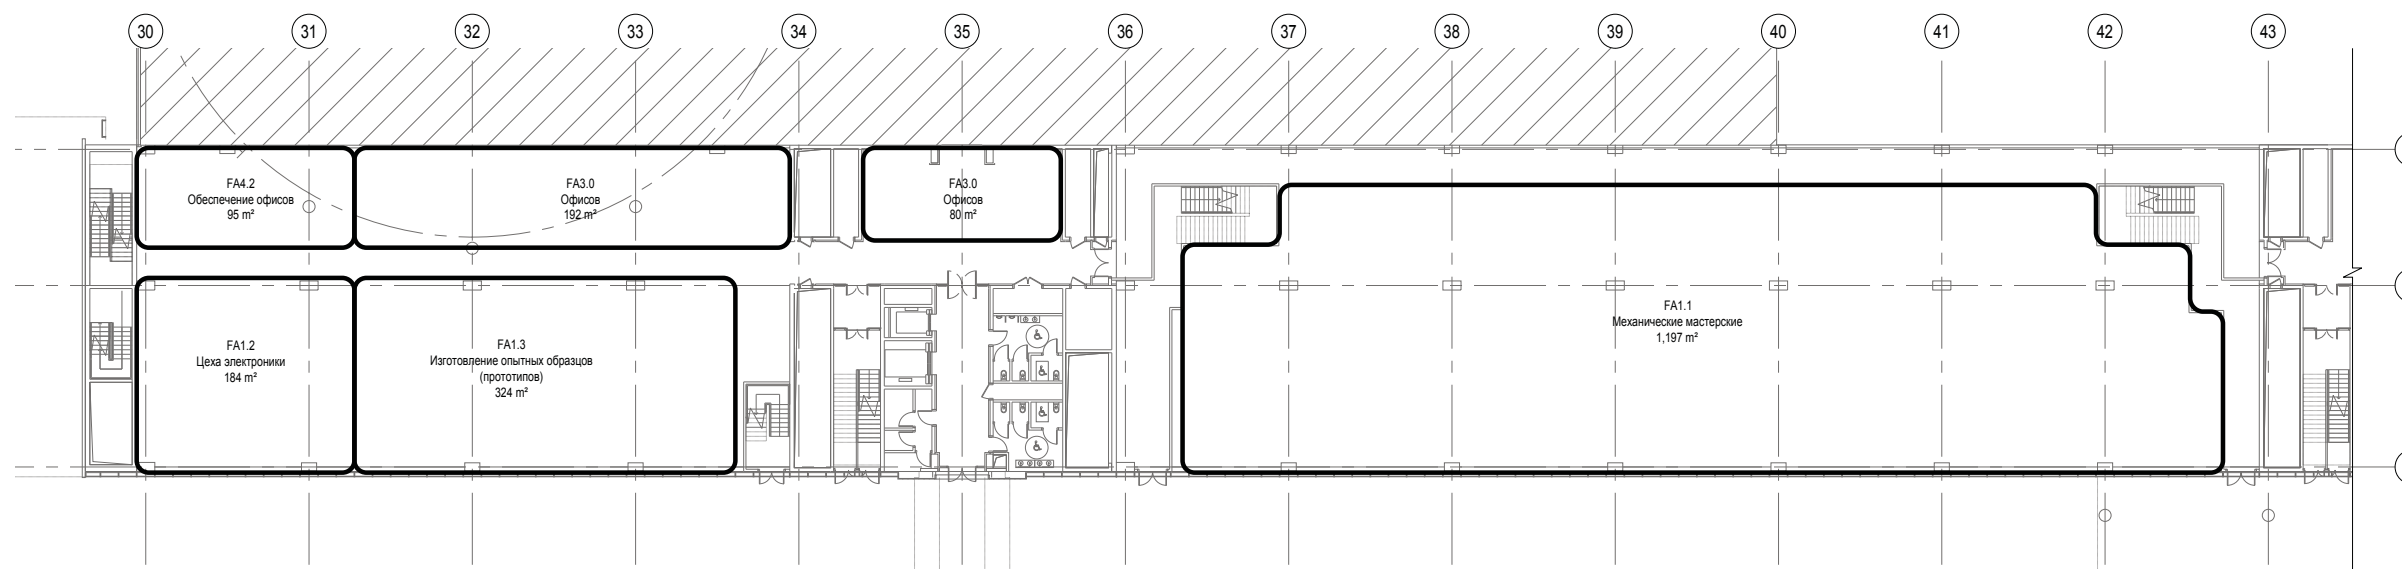 30
31
32
33
34
35
36
37
38
39
40
41
42
43
FA4.2
Обеспечение офисов
95 m²
FA3.0
Офисов
192 m²
FA3.0
Офисов
80 m²
FA1.2
Цеха электроники
184 m²
FA1.3
Изготовление опытных образцов
(прототипов)
324 m²
FA1.1
Механические мастерские
1,197 m²